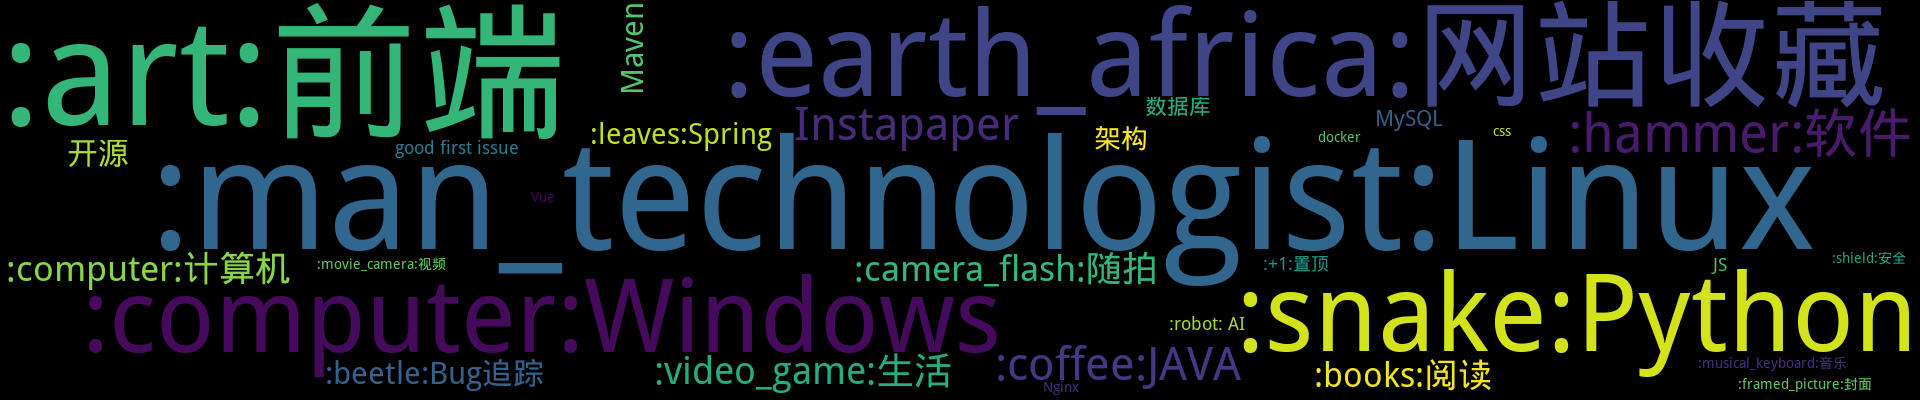 :art:前端
Maven
:earth_africa:网站收藏
开源
good first issue
:leaves:Spring
Instapaper
数据库
架构
docker
MySQL
css
:hammer:软件
:man_technologist:Linux
Vue
:computer:计算机
:movie_camera:视频
:camera_flash:随拍
:+1:置顶
JS
:shield:安全
:computer:Windows
:snake:Python
:robot: AI
:beetle:Bug追踪
:video_game:生活
:coffee:JAVA
Nginx
:books:阅读
:musical_keyboard:音乐
:framed_picture:封面